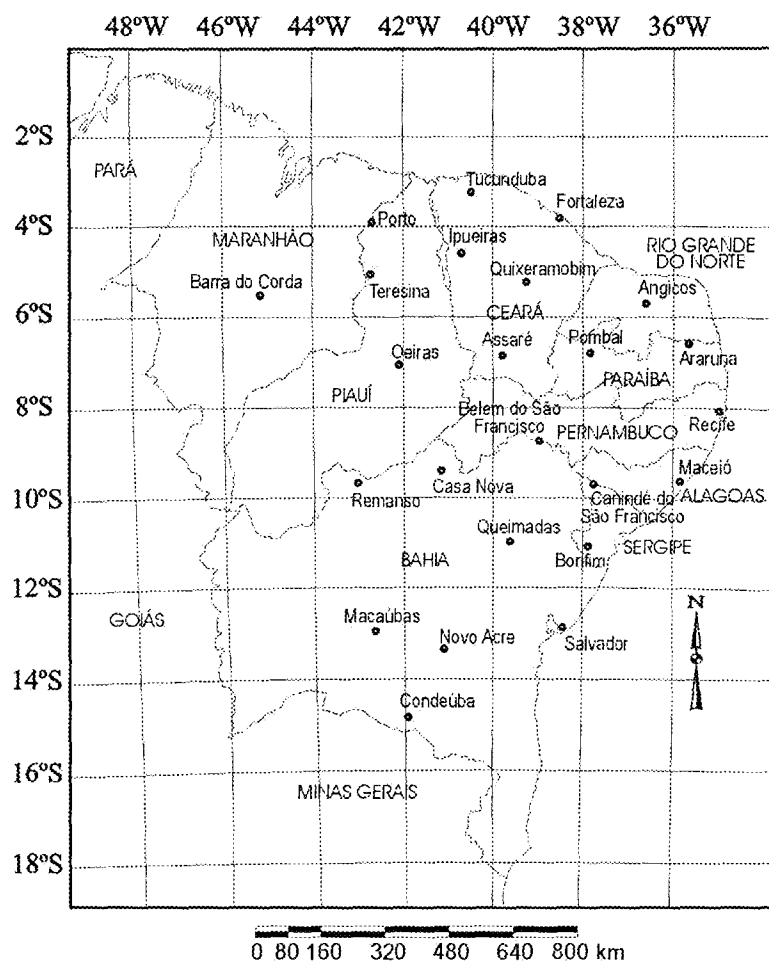 48ºW 46ºW 44ºW 42ºW 40ºW 38ºW 36ºW
2ºS
PARÁ
Tucunduba
Fortaleza
4ºS
Porto
MARANHÃO
Ipueiras
RIO GRANDE
DO NORTE
Barra do Corda
Teresina
Quixeramobim
Angicos
6ºS
CEARÁ
Assaré
Pombal
Oeiras
Araruna
PIAUÍ
PARAÍBA
8ºS
Belem do São
Francisco
PERNAMBUCO
Recife
Maceió
Remanso
Casa Nova
Canindé do
São Francisco
ALAGOAS
10ºS
Queimadas
BAHIA
Bonfim
SERGIPE
12ºS
GOIÁS
Macaúbas
Novo Acre
Salvador
N
14ºS
Condeúba
16ºS
MINAS GERAIS
18ºS
0 80 160 320 480 640 800 km